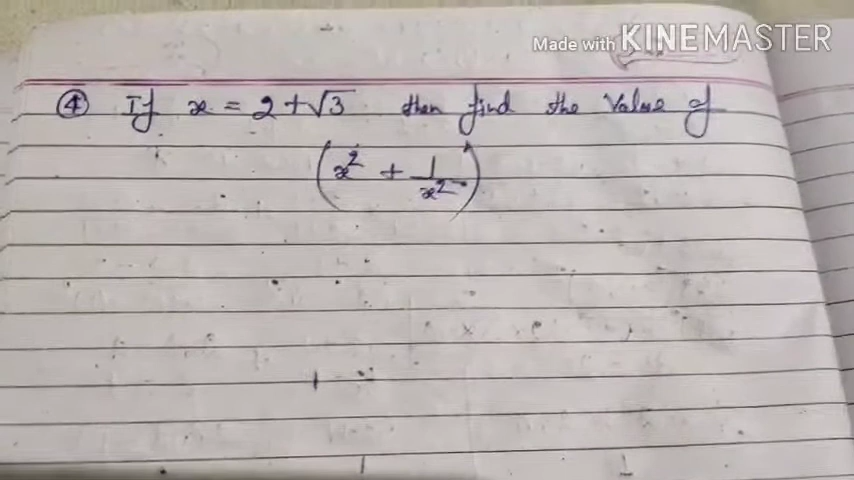 Made with KINEMASTER
④ If x = 2+√3 then find the value of
(x² + 1/x²)